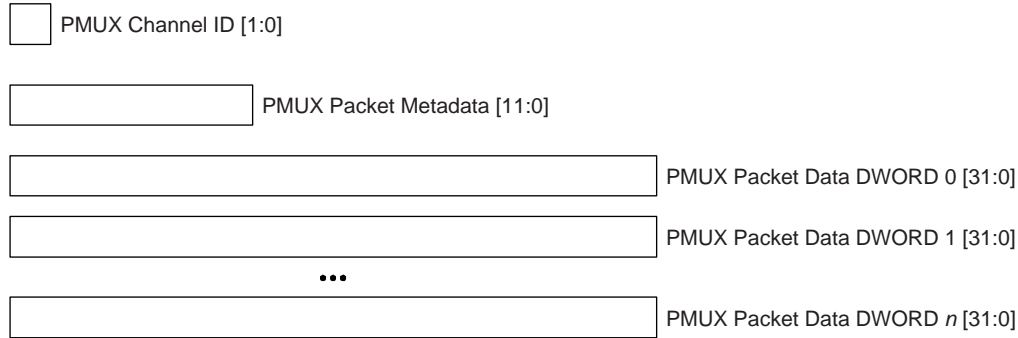 PMUX Channel ID [1:0]
PMUX Packet Metadata [11:0]
PMUX Packet Data DWORD 0 [31:0]
PMUX Packet Data DWORD 1 [31:0]
•••
PMUX Packet Data DWORD n [31:0]